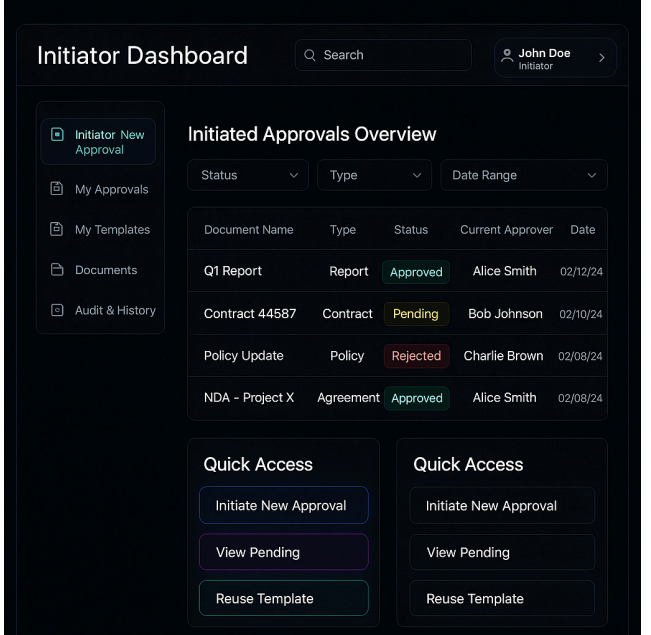 Initiator Dashboard
Search
John Doe
Initiator
Initiator New
Approval
My Approvals
My Templates
Documents
Audit & History
Initiated Approvals Overview
Status Type Date Range
Document Name Type Status Current Approver Date
Q1 Report Report Approved Alice Smith 02/12/24
Contract 44587 Contract Pending Bob Johnson 02/10/24
Policy Update Policy Rejected Charlie Brown 02/08/24
NDA - Project X Agreement Approved Alice Smith 02/08/24
Quick Access
Initiate New Approval
View Pending
Reuse Template
Quick Access
Initiate New Approval
View Pending
Reuse Template